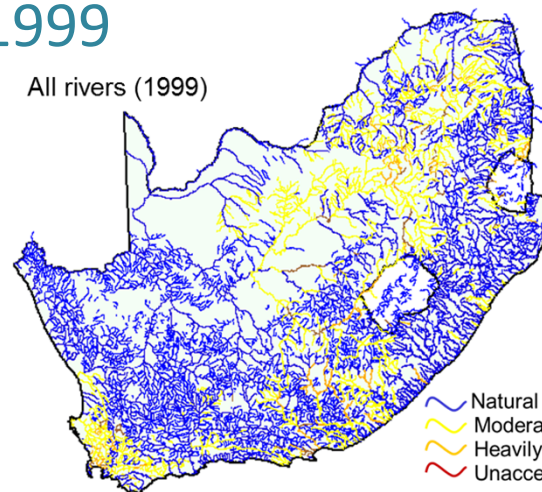 1999
All rivers (1999)
Natural
Modera
Heavily
Unacce